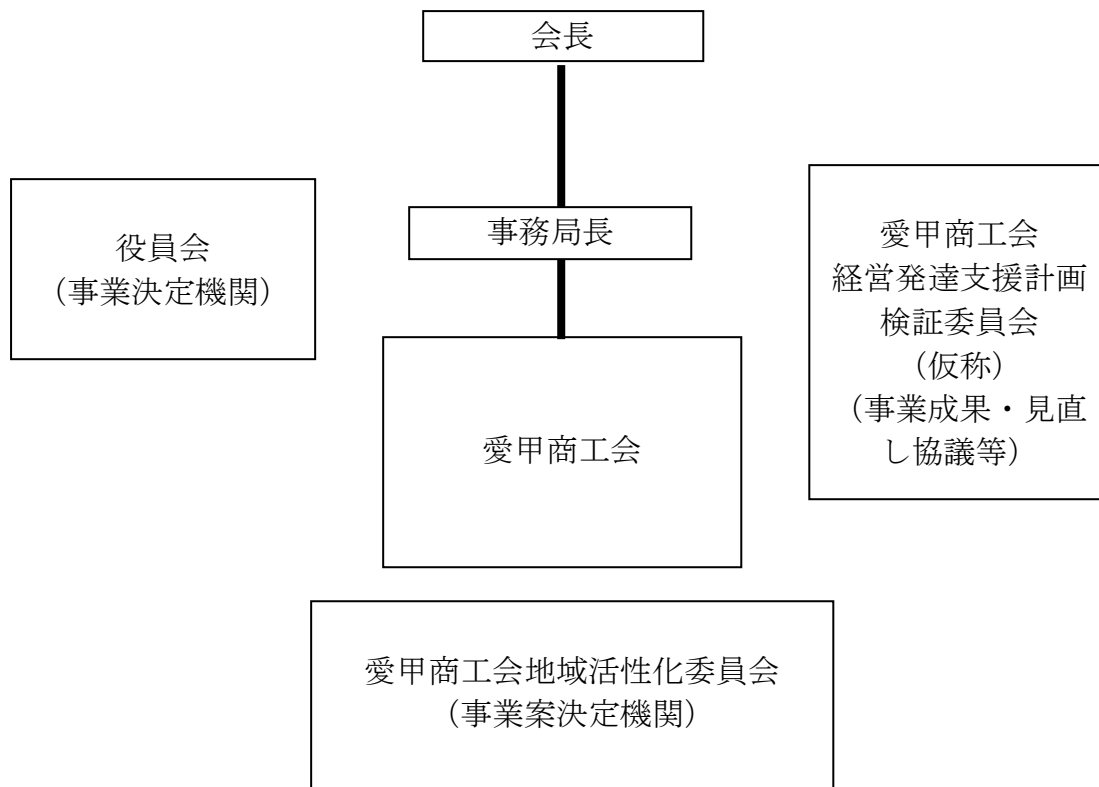 会長
役員会
（事業決定機関）
事務局長
愛甲商工会
経営発達支援計画
検証委員会
（仮称）
（事業成果・見直
し協議等）
愛甲商工会
愛甲商工会地域活性化委員会
（事業案決定機関）